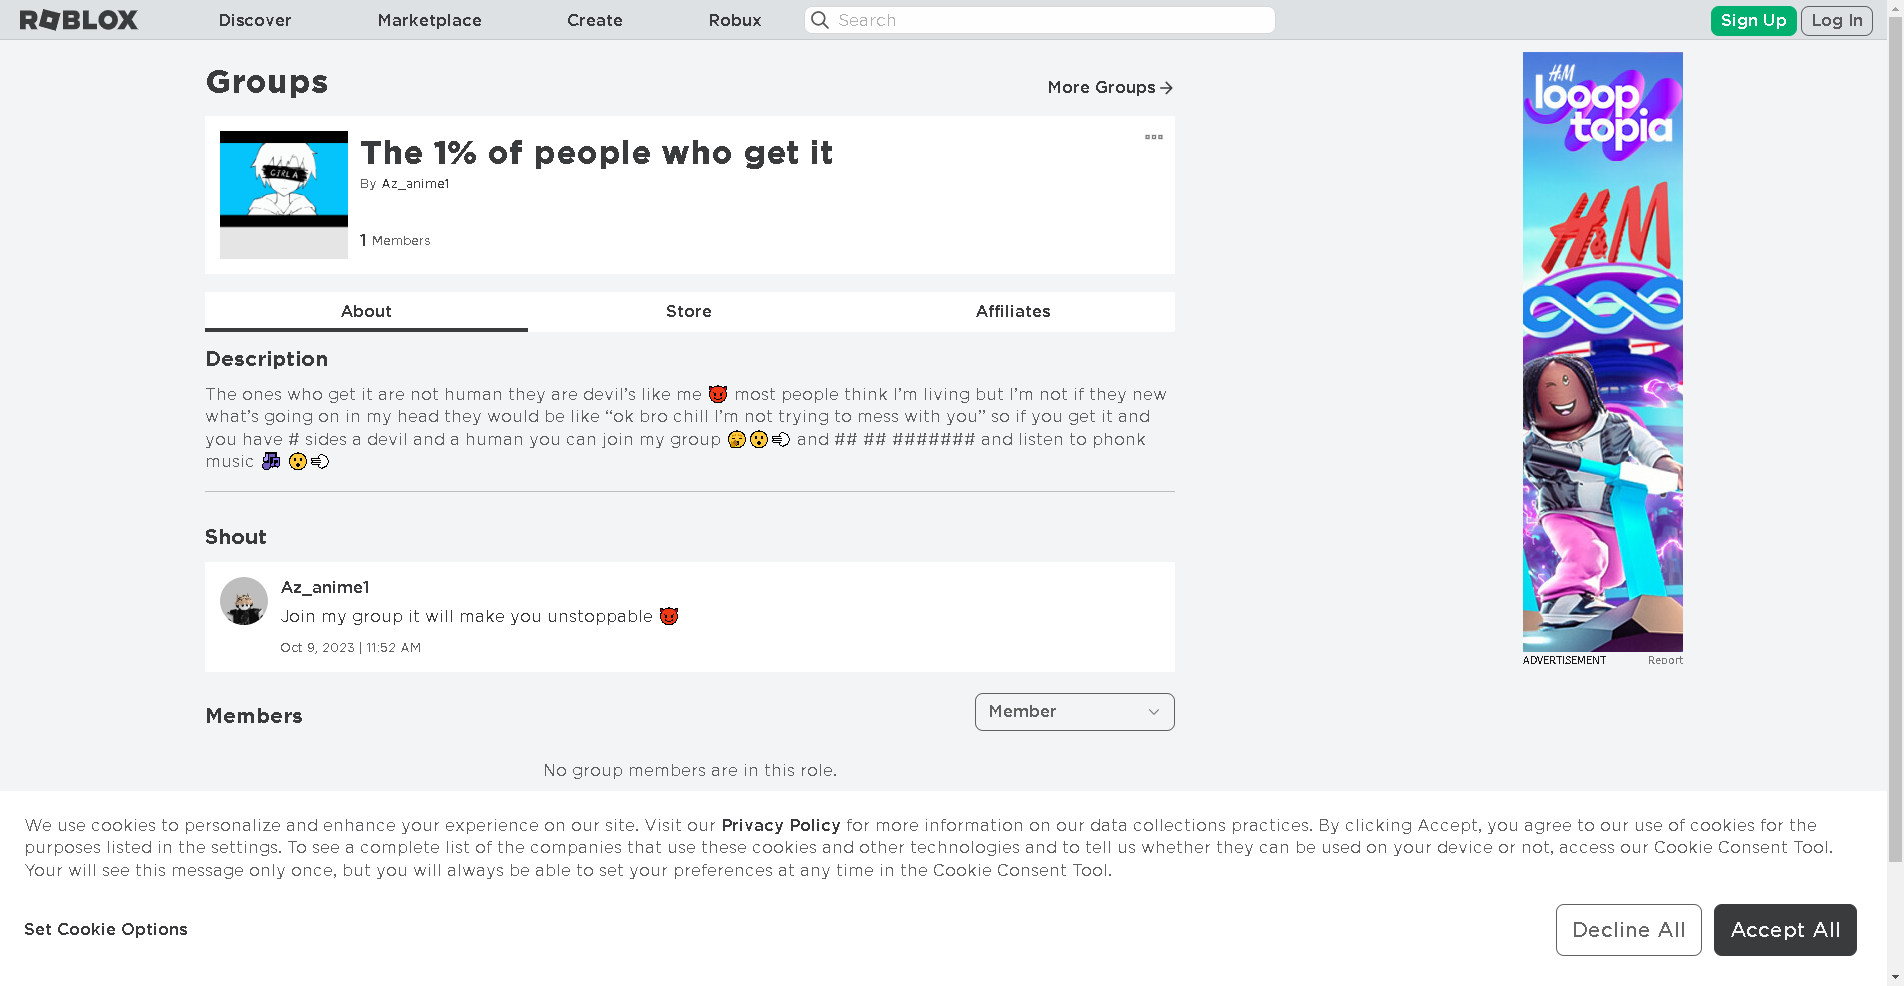 ROBLOX
Discover
Marketplace
Create
Robux
Search
Sign Up
Log In
Groups
More Groups
GIRL A
The 1% of people who get it
By Az_anime1
1 Members
About
Store
Affiliates
Description
The ones who get it are not human they are devil’s like me 😈 most people think I’m living but I’m not if they new
what’s going on in my head they would be like “ok bro chill I’m not trying to mess with you” so if you get it and
you have # sides a devil and a human you can join my group 🥱😮‍💨 and ## ## ####### and listen to phonk
music 🎶 😮‍💨
Shout
Az_anime1
Join my group it will make you unstoppable 😈
Oct 9, 2023 | 11:52 AM
Members
Member
No group members are in this role.
H&M
looop
topia
H&M
ADVERTISEMENT
Report
We use cookies to personalize and enhance your experience on our site. Visit our Privacy Policy for more information on our data collections practices. By clicking Accept, you agree to our use of cookies for the
purposes listed in the settings. To see a complete list of the companies that use these cookies and other technologies and to tell us whether they can be used on your device or not, access our Cookie Consent Tool.
Your will see this message only once, but you will always be able to set your preferences at any time in the Cookie Consent Tool.
Set Cookie Options
Decline All
Accept All